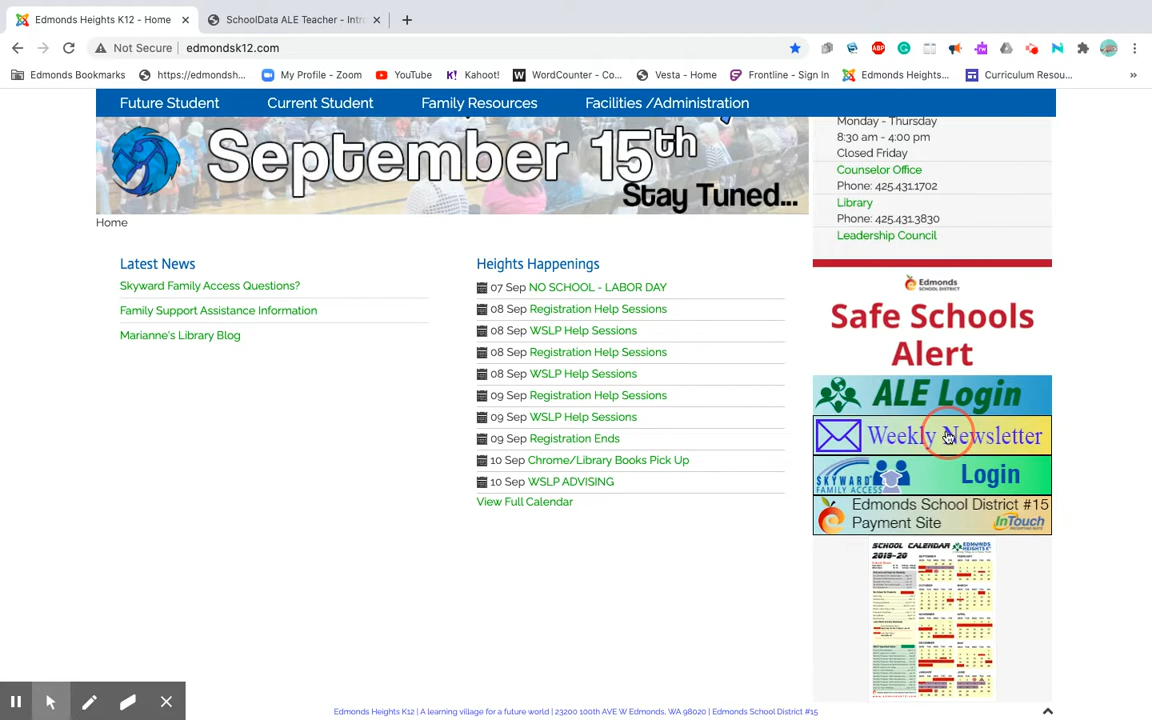 Edmonds Heights K12 - Home
SchoolData ALE Teacher - Intro
Not Secure
edmondsk12.com
Edmonds Bookmarks
https://edmondsh...
My Profile - Zoom
YouTube
Kahoot!
WordCounter - Co...
Vesta - Home
Frontline - Sign In
Edmonds Heights...
Curriculum Resou...
»
Future Student
Current Student
Family Resources
Facilities /Administration
September 15th
Stay Tuned...
Home
Latest News
Skyward Family Access Questions?
Family Support Assistance Information
Marianne's Library Blog
Heights Happenings
07 Sep NO SCHOOL - LABOR DAY
08 Sep Registration Help Sessions
08 Sep WSLP Help Sessions
08 Sep Registration Help Sessions
08 Sep WSLP Help Sessions
09 Sep Registration Help Sessions
09 Sep WSLP Help Sessions
09 Sep Registration Ends
10 Sep Chrome/Library Books Pick Up
10 Sep WSLP ADVISING
View Full Calendar
Monday - Thursday
8:30 am - 4:00 pm
Closed Friday
Counselor Office
Phone: 425.431.1702
Library
Phone: 425.431.3830
Leadership Council
Edmonds
SCHOOL DISTRICT
Safe Schools
Alert
ALE Login
Weekly Newsletter
SKYWARD
FAMILY ACCESS
Login
Edmonds School District #15
Payment Site
InTouch
SCHOOL CALENDAR
2019-20
EDMONDS
HEIGHTS K12
Edmonds Heights K12 | A learning village for a future world | 23200 100th AVE W Edmonds, WA 98020 | Edmonds School District #15